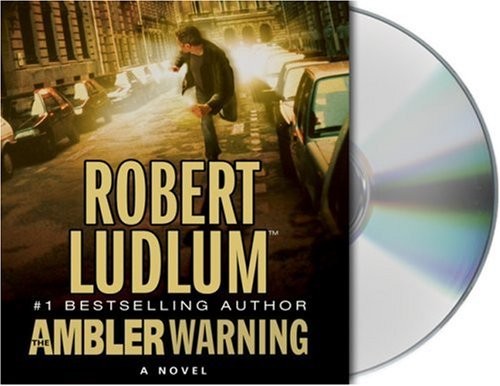 ROBERT
LUDLUM™
#1 BESTSELLING AUTHOR
THE AMBLER WARNING
A NOVEL